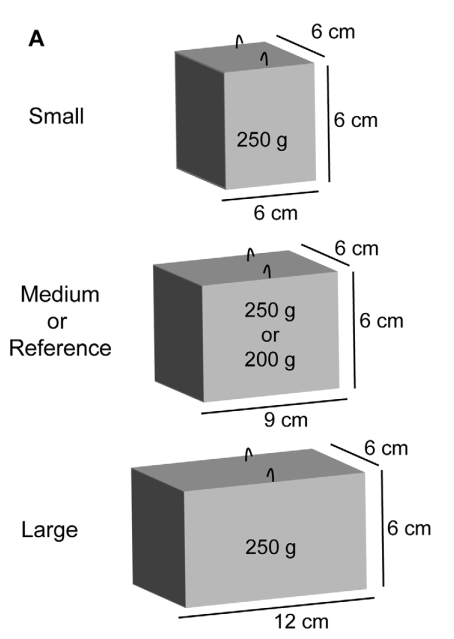 A
6 cm
Small
6 cm
250 g
6 cm
6 cm
Medium
or
Reference
250 g
or
200 g
6 cm
9 cm
6 cm
Large
6 cm
250 g
12 cm